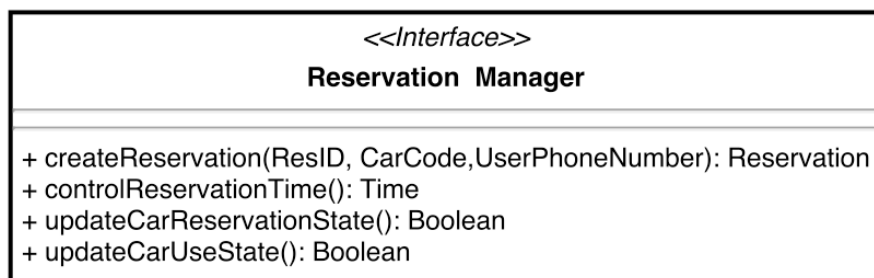 <<Interface>>
Reservation Manager
+ createReservation(ResID, CarCode,UserPhoneNumber): Reservation
+ controlReservationTime(): Time
+ updateCarReservationState(): Boolean
+ updateCarUseState(): Boolean